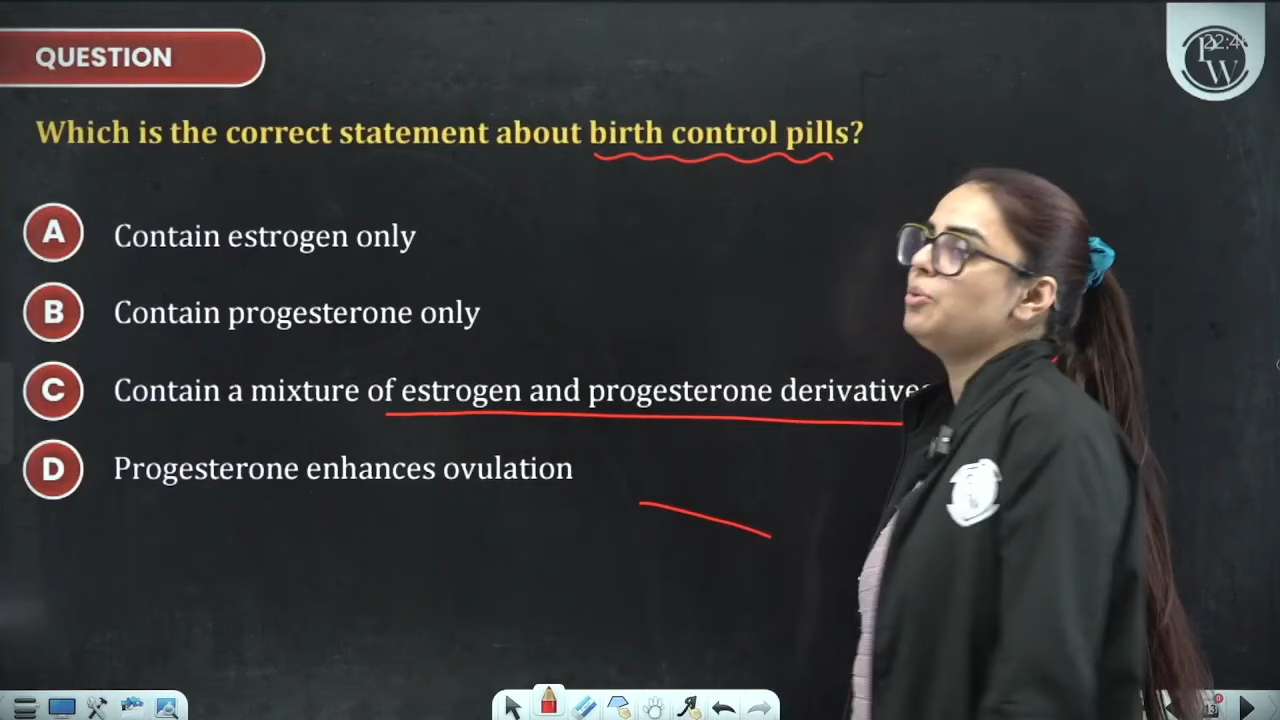 QUESTION
PW
Which is the correct statement about birth control pills?
A Contain estrogen only
B Contain progesterone only
C Contain a mixture of estrogen and progesterone
D Progesterone enhances ovulation